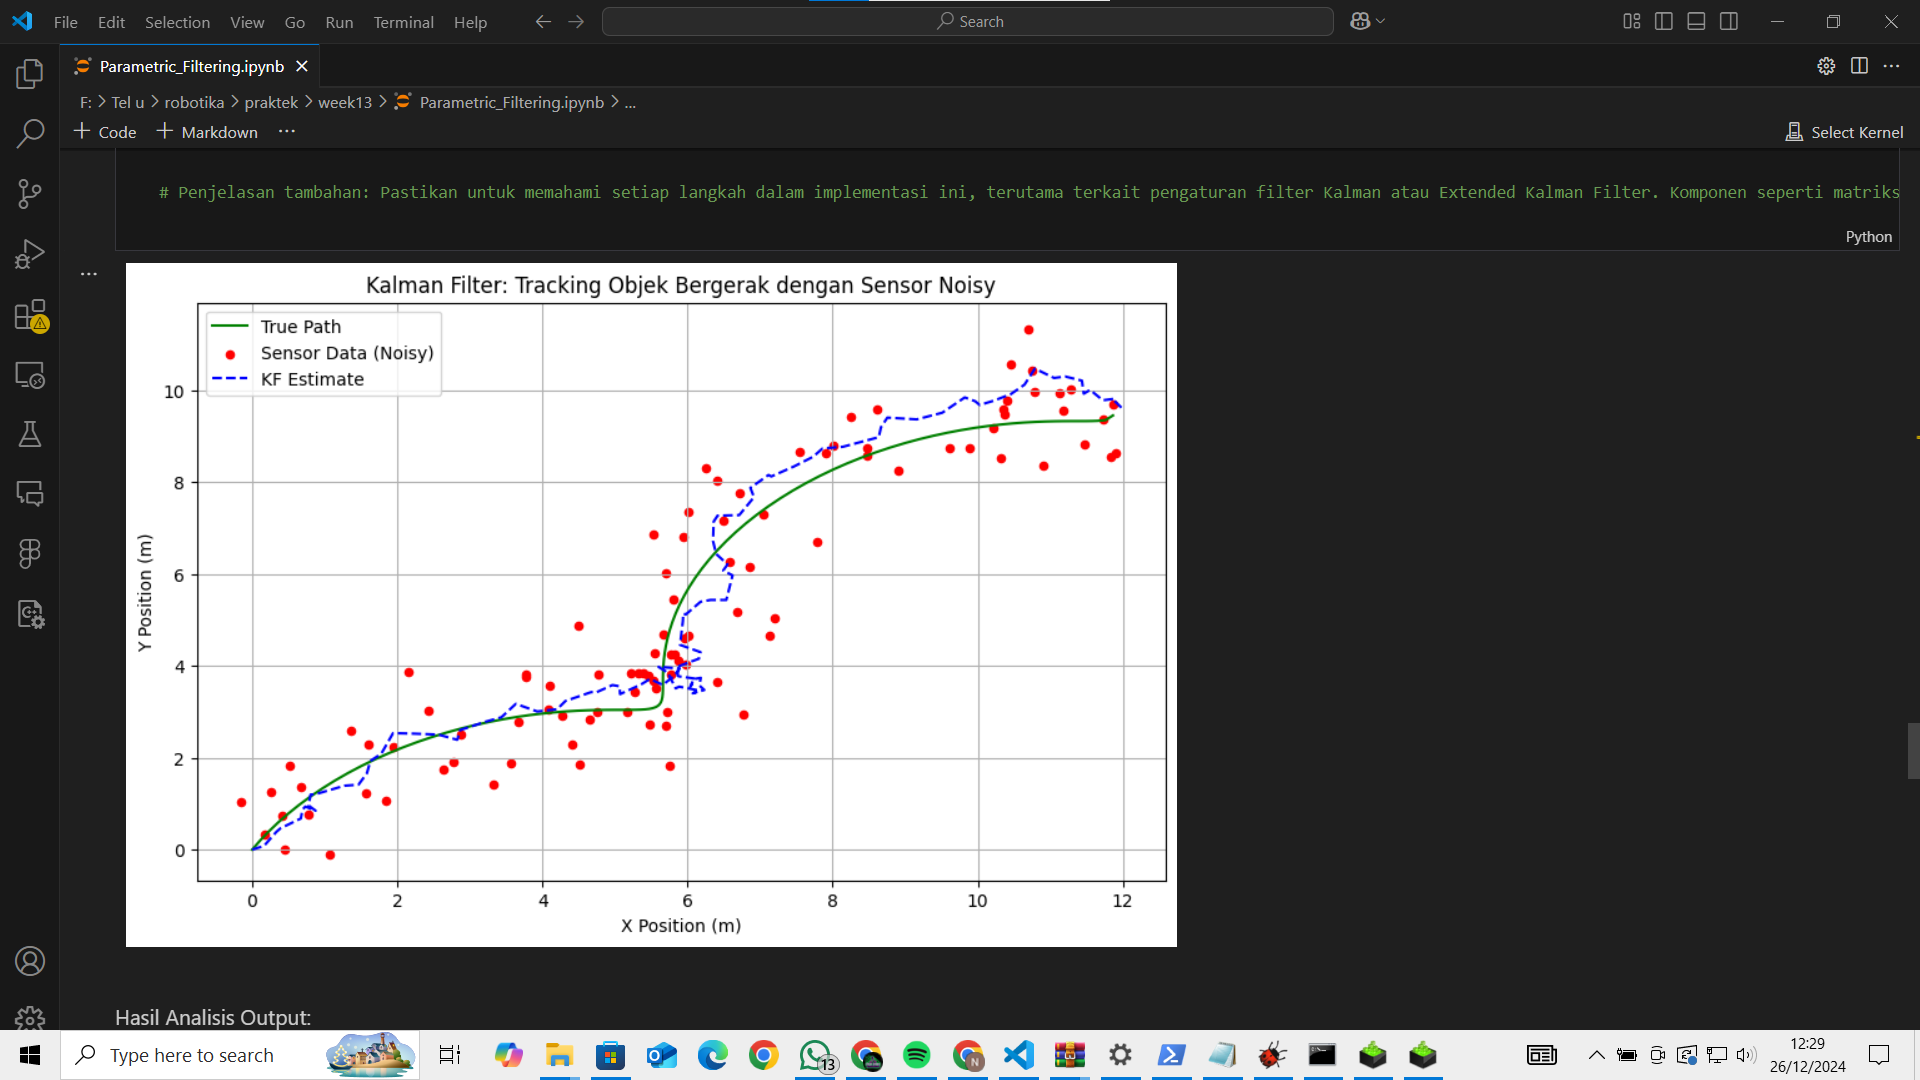 File Edit Selection View Go Run Terminal Help
Search
Parametric_Filtering.ipynb
F: > Tel u > robotika > praktek > week13 > Parametric_Filtering.ipynb > ...
+ Code + Markdown ...
Select Kernel
# Penjelasan tambahan: Pastikan untuk memahami setiap langkah dalam implementasi ini, terutama terkait pengaturan filter Kalman atau Extended Kalman Filter. Komponen seperti matriks
Python
...
Kalman Filter: Tracking Objek Bergerak dengan Sensor Noisy
True Path
Sensor Data (Noisy)
KF Estimate
10
8
6
4
2
0
Y Position (m)
0 2 4 6 8 10 12
X Position (m)
Hasil Analisis Output:
Type here to search
13
N
12:29
26/12/2024